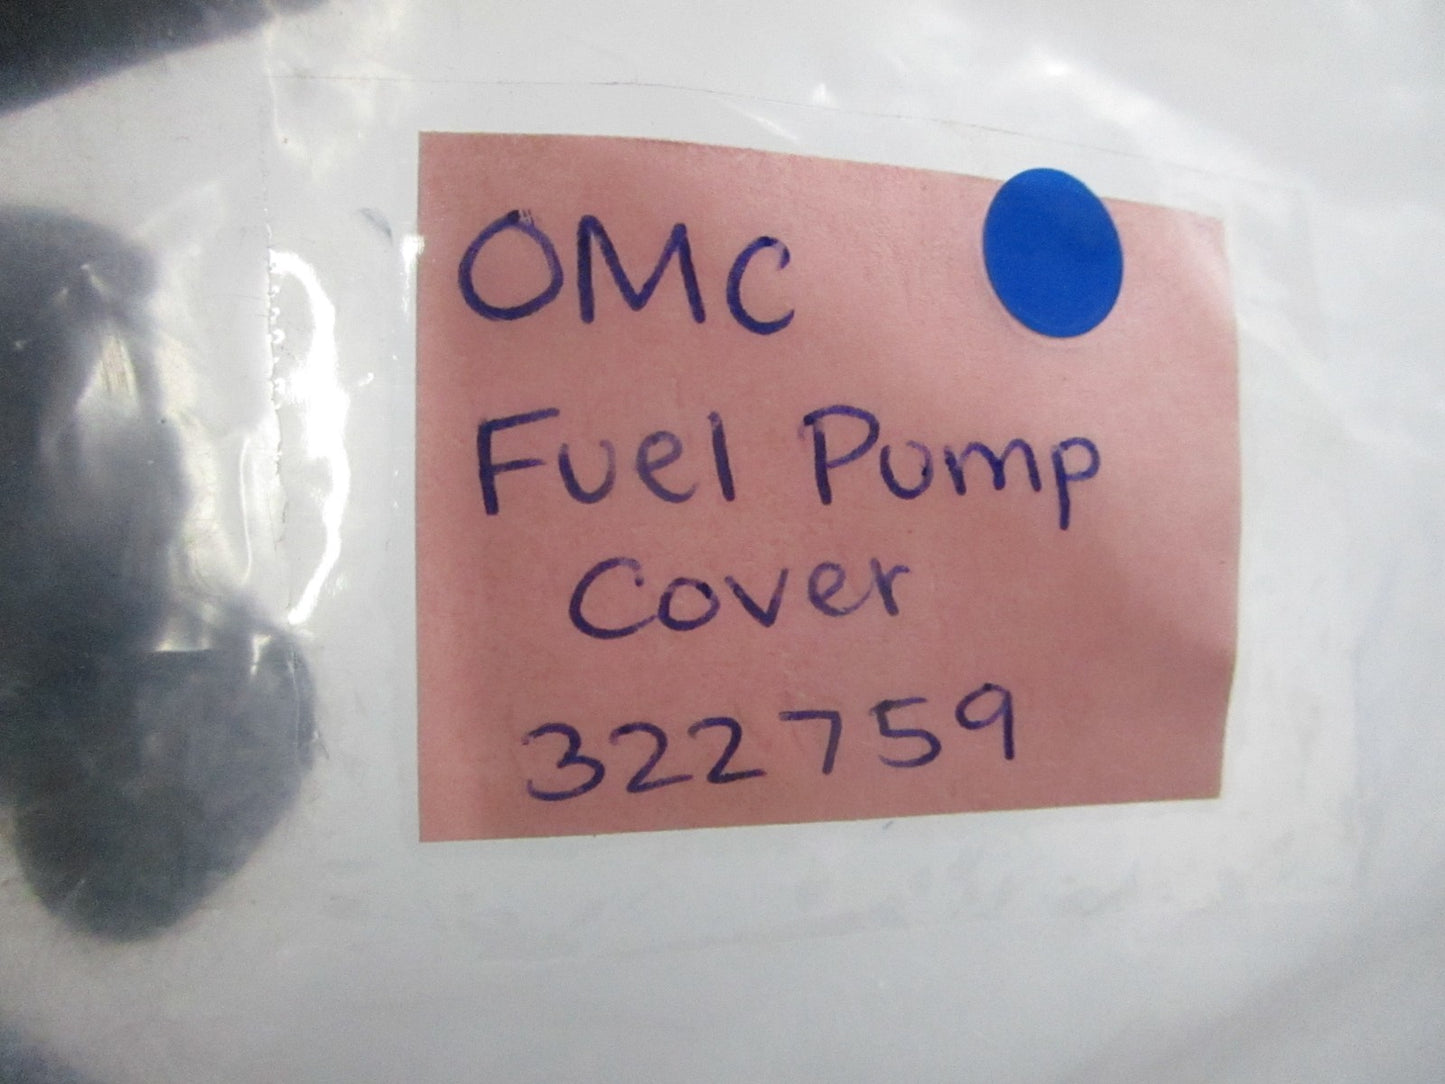 OMC
Fuel Pump
Cover
322759